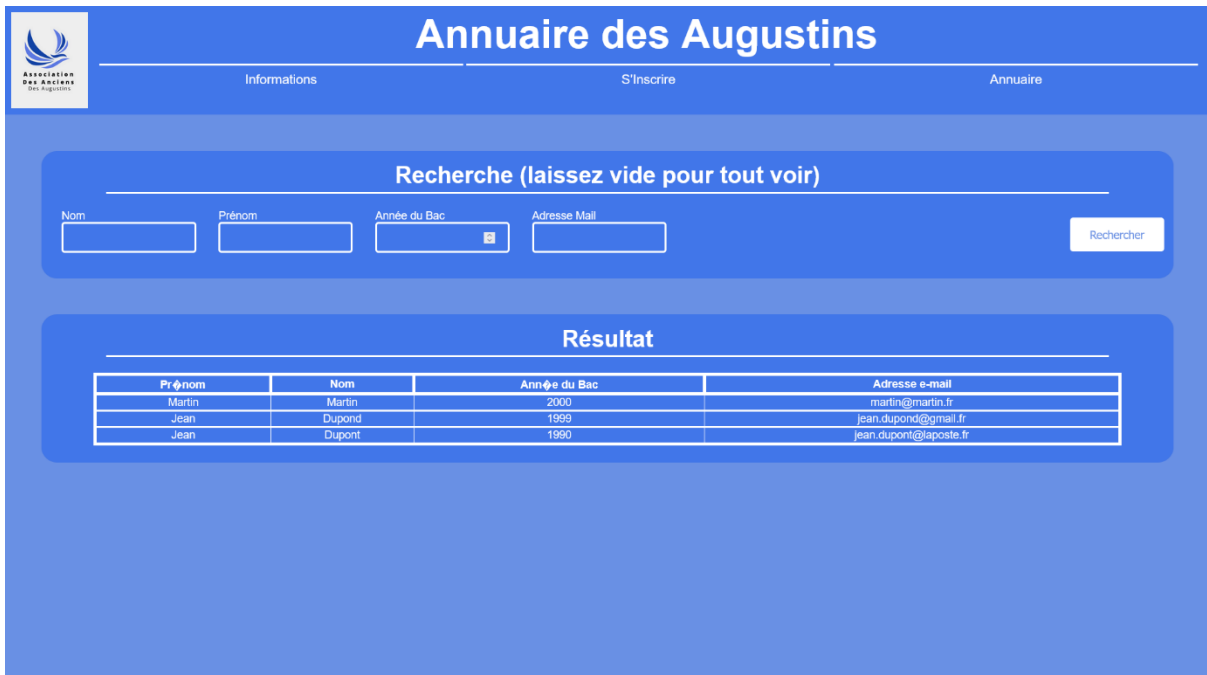 Annuaire des Augustins
Association
Des Anciens
Des Augustins
Informations S'Inscrire Annuaire
Recherche (laissez vide pour tout voir)
Nom Prénom Année du Bac Adresse Mail
Rechercher
Résultat
Pr�nom Nom Ann�e du Bac Adresse e-mail
Martin Martin 2000 martin@martin.fr
Jean Dupond 1999 jean.dupond@gmail.fr
Jean Dupont 1990 jean.dupont@laposte.fr